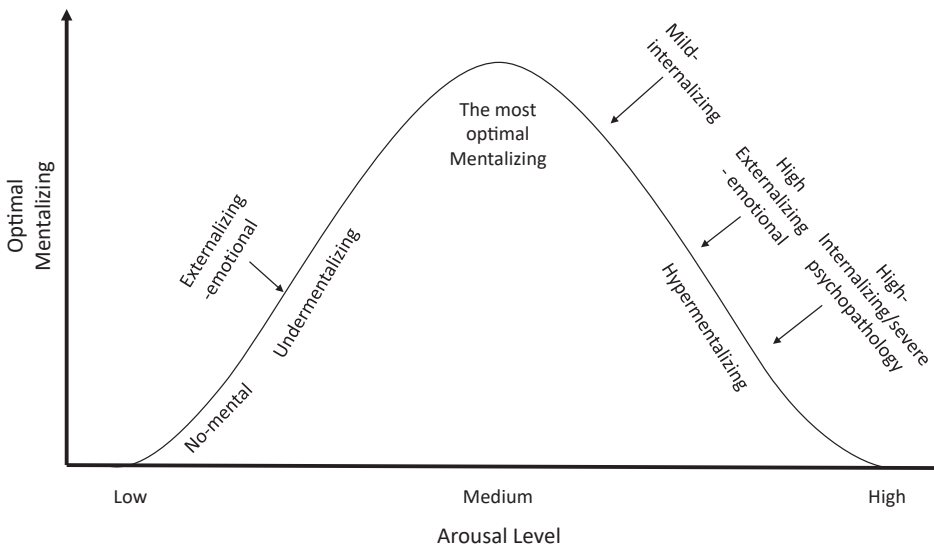 Optimal
Mentalizing
Externalizing
-emotional
No-mental
Undermentalizing
The most
optimal
Mentalizing
Mild-
internalizing
High
Externalizing
- emotional
High-
Internalizing/severe
psychopathology
Hypermentalizing
Low
Medium
High
Arousal Level